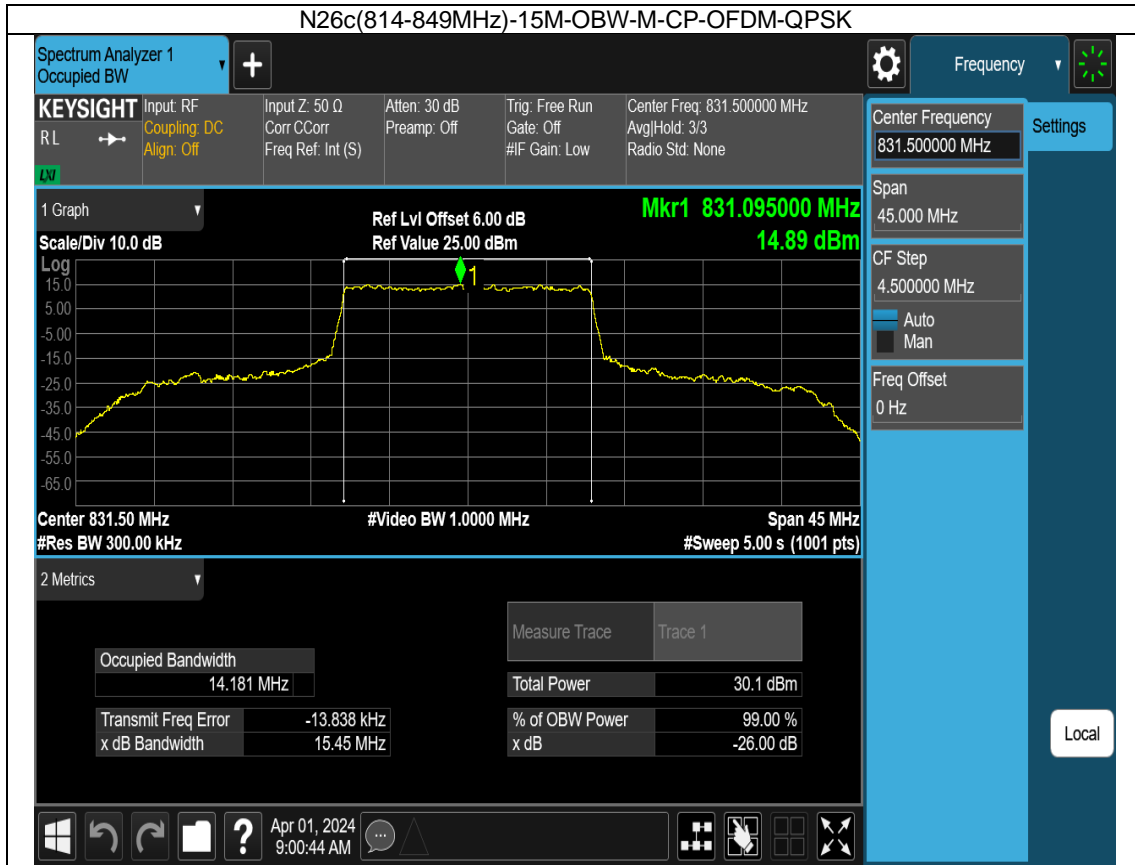 N26c(814-849MHz)-15M-OBW-M-CP-OFDM-QPSK
Spectrum Analyzer 1
Occupied BW
Frequency
KEYSIGHT
R L
LXI
Input: RF
Coupling: DC
Align: Off
Input Z: 50 Ω
Corr CCorr
Freq Ref: Int (S)
Atten: 30 dB
Preamp: Off
Trig: Free Run
Gate: Off
#IF Gain: Low
Center Freq: 831.500000 MHz
Avg|Hold: 3/3
Radio Std: None
Center Frequency
831.500000 MHz
Settings
Span
45.000 MHz
CF Step
4.500000 MHz
Auto
Man
Freq Offset
0 Hz
Local
1 Graph
Ref Lvl Offset 6.00 dB
Mkr1 831.095000 MHz
Scale/Div 10.0 dB
Ref Value 25.00 dBm
14.89 dBm
Log
1
15.0
5.00
-5.00
-15.0
-25.0
-35.0
-45.0
-55.0
-65.0
Center 831.50 MHz
#Video BW 1.0000 MHz
Span 45 MHz
#Res BW 300.00 kHz
#Sweep 5.00 s (1001 pts)
2 Metrics
Measure Trace
Trace 1
Occupied Bandwidth
14.181 MHz
Total Power
30.1 dBm
Transmit Freq Error
-13.838 kHz
% of OBW Power
99.00 %
x dB Bandwidth
15.45 MHz
x dB
-26.00 dB
?
Apr 01, 2024
9:00:44 AM